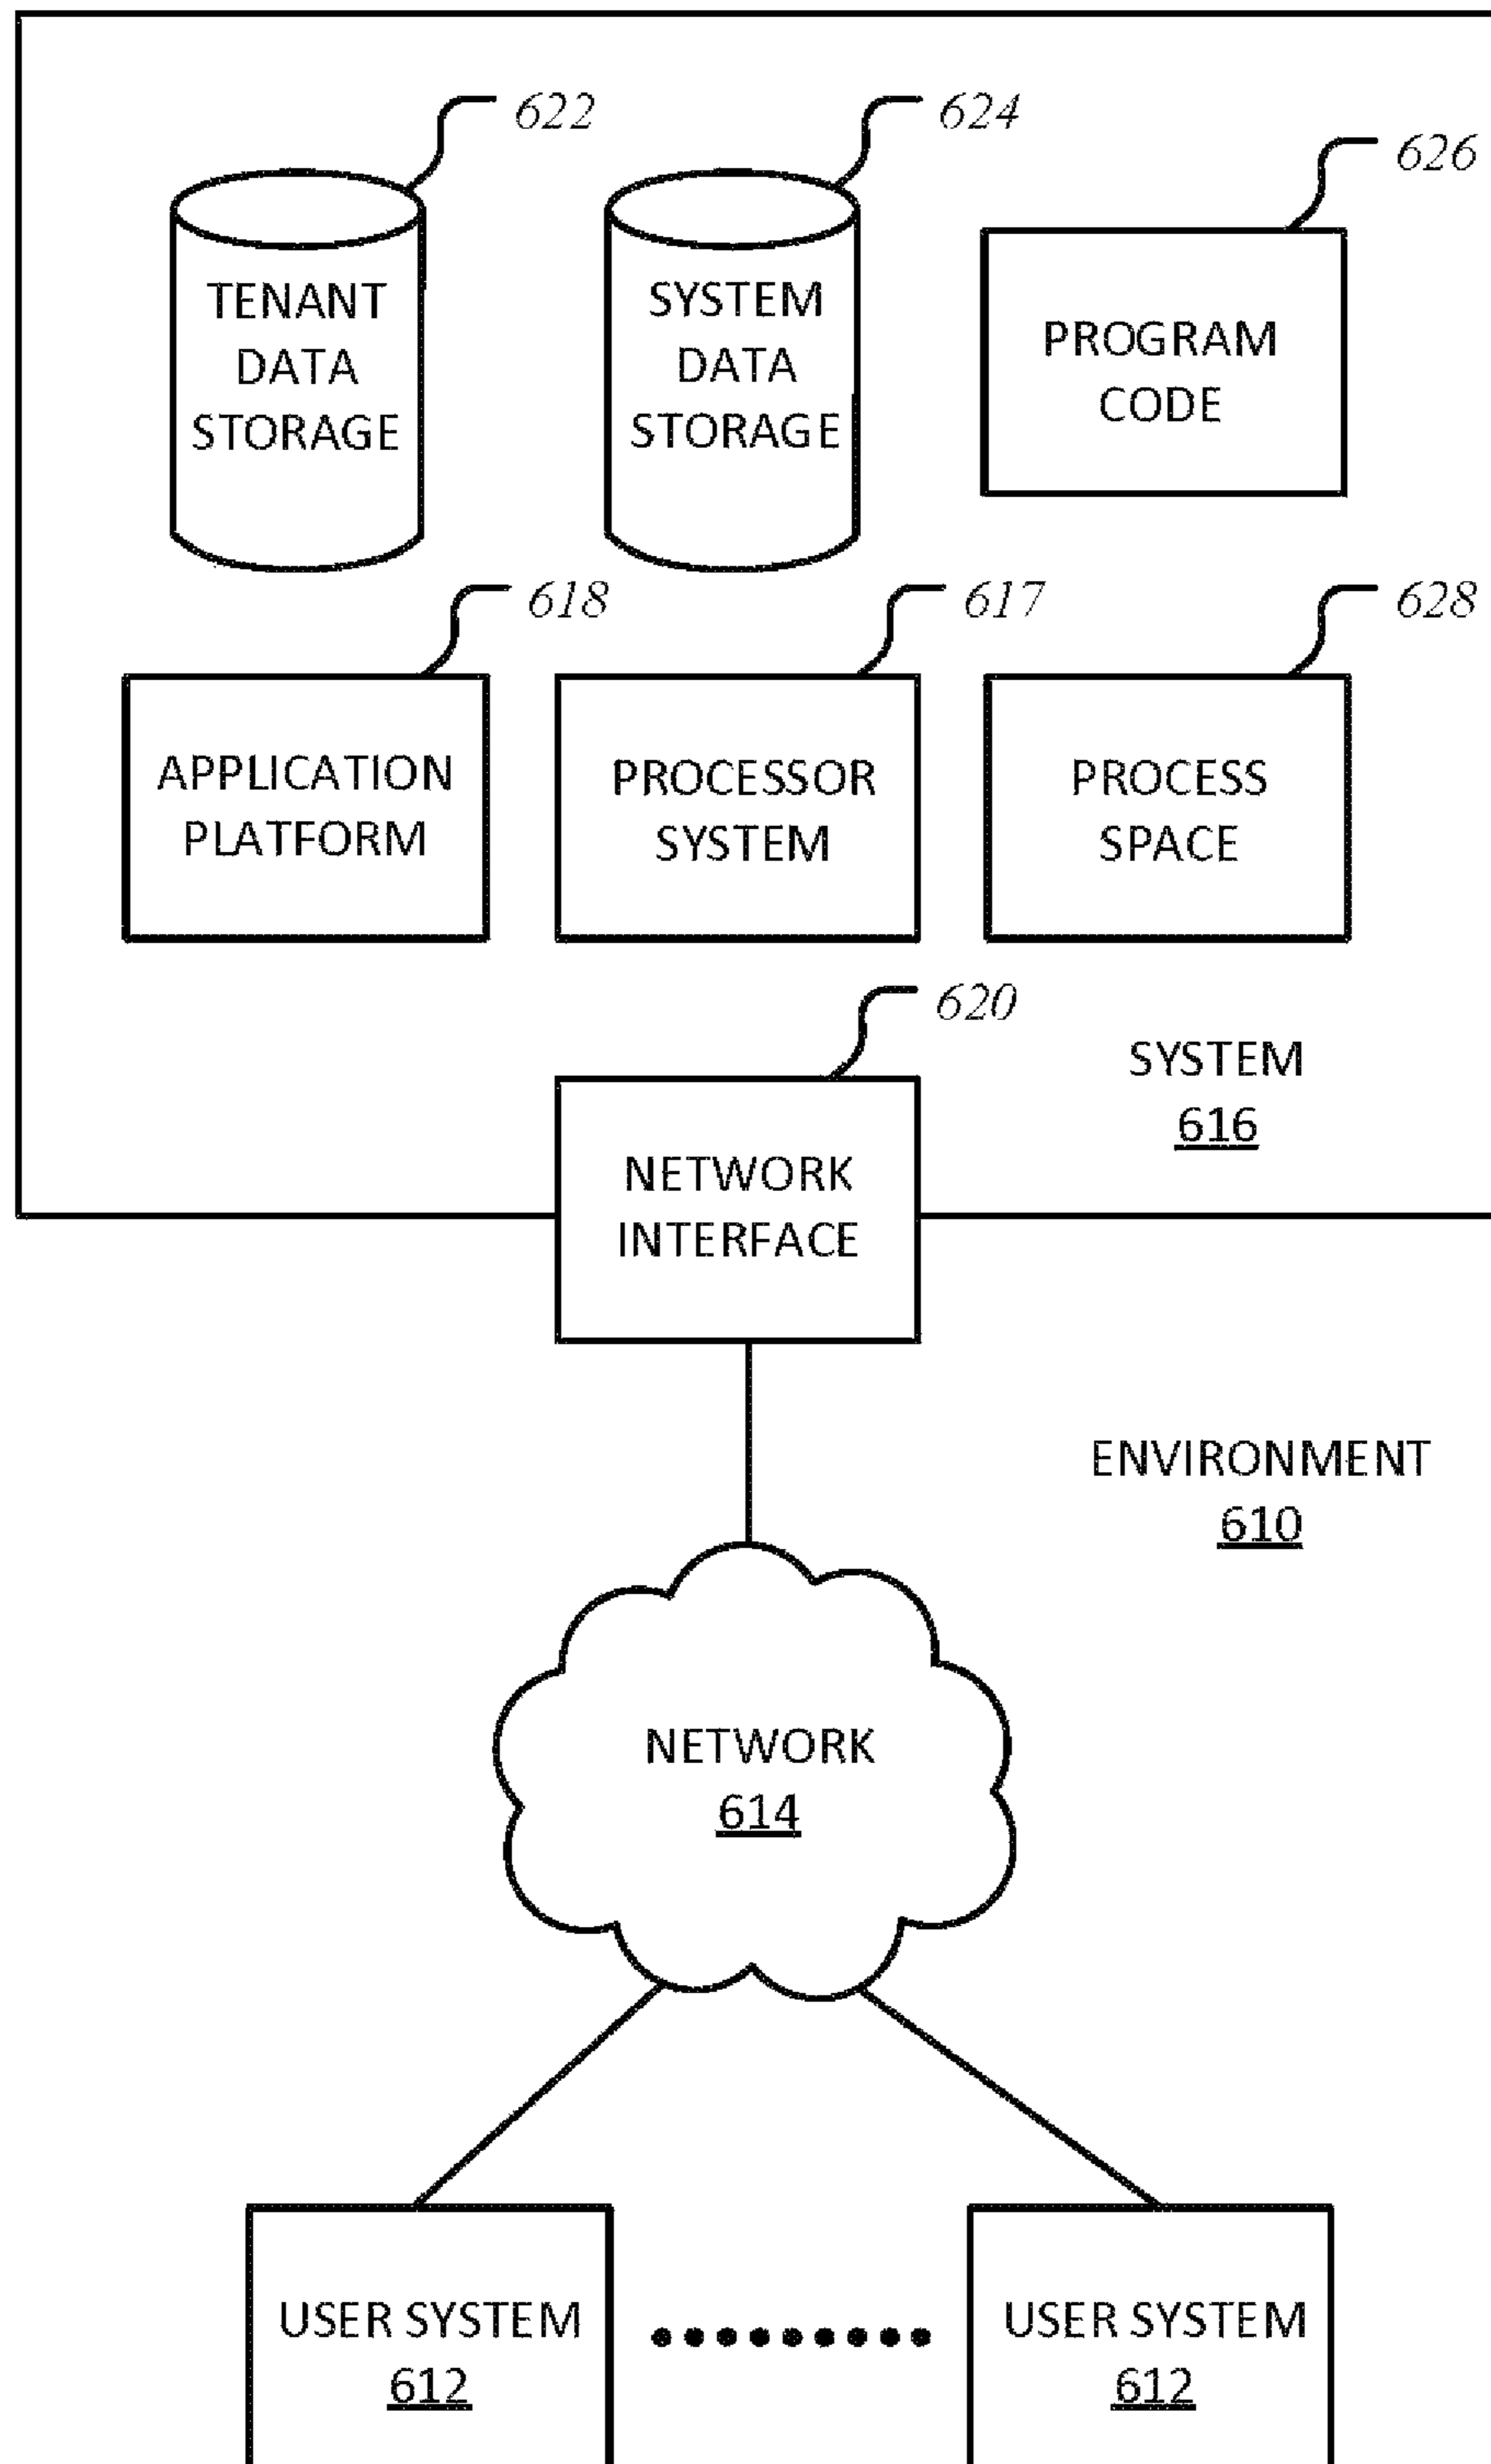 622
624
626
TENANT
DATA
STORAGE
SYSTEM
DATA
STORAGE
PROGRAM
CODE
618
617
628
APPLICATION
PLATFORM
PROCESSOR
SYSTEM
PROCESS
SPACE
620
SYSTEM
616
NETWORK
INTERFACE
ENVIRONMENT
610
NETWORK
614
USER SYSTEM
612
USER SYSTEM
612